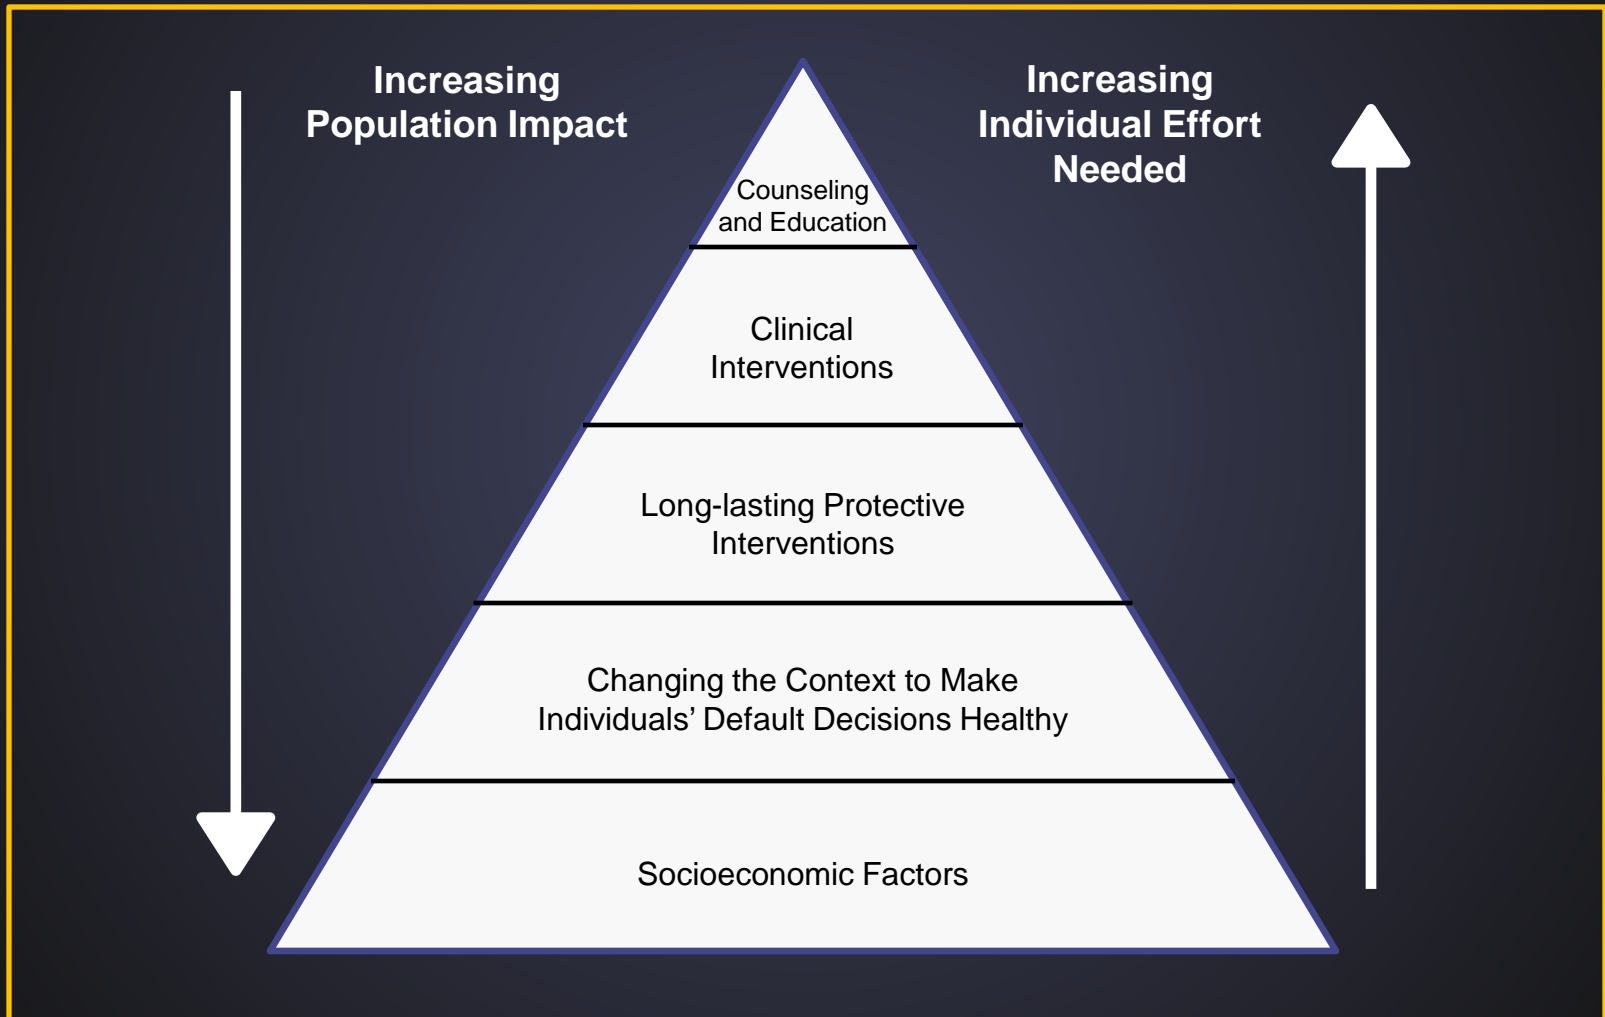 Increasing
Population Impact
Increasing
Individual Effort
Needed
Counseling
and Education
Clinical
Interventions
Long-lasting Protective
Interventions
Changing the Context to Make
Individuals’ Default Decisions Healthy
Socioeconomic Factors